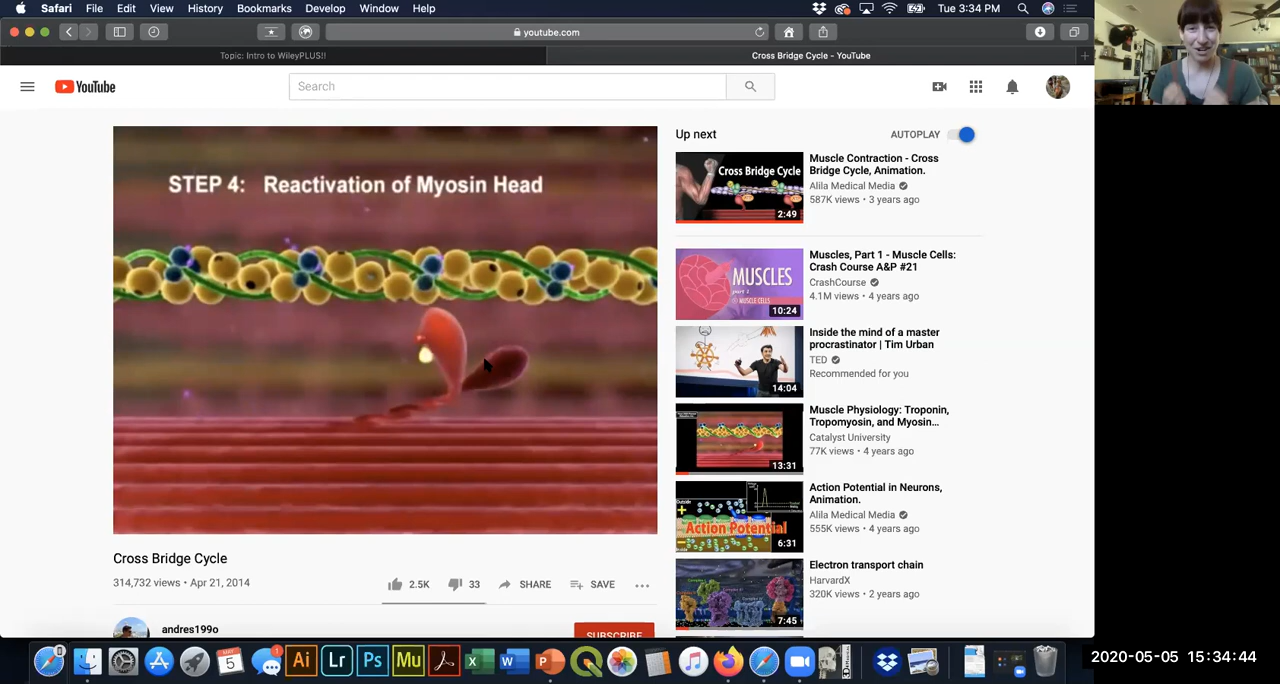 Safari File Edit View History Bookmarks Develop Window Help Tue 3:34 PM
youtube.com
Topic: Intro to WileyPLUS!! Cross Bridge Cycle - YouTube
YouTube Search
STEP 4: Reactivation of Myosin Head
Cross Bridge Cycle
314,732 views • Apr 21, 2014
2.5K 33 SHARE SAVE
andres199o
SUBSCRIBE
Up next AUTOPLAY
Cross Bridge Cycle
2:49
Muscle Contraction - Cross
Bridge Cycle, Animation.
Alila Medical Media
587K views • 3 years ago
MUSCLES
10:24
Muscles, Part 1 - Muscle Cells:
Crash Course A&P #21
CrashCourse
4.1M views • 4 years ago
14:04
Inside the mind of a master
procrastinator | Tim Urban
TED
Recommended for you
13:31
Muscle Physiology: Troponin,
Tropomyosin, and Myosin...
Catalyst University
77K views • 4 years ago
Action Potential
6:31
Action Potential in Neurons,
Animation.
Alila Medical Media
555K views • 4 years ago
7:45
Electron transport chain
HarvardX
320K views • 2 years ago
MAY
5
1
Ai Lr Ps Mu X W P
2020-05-05 15:34:44